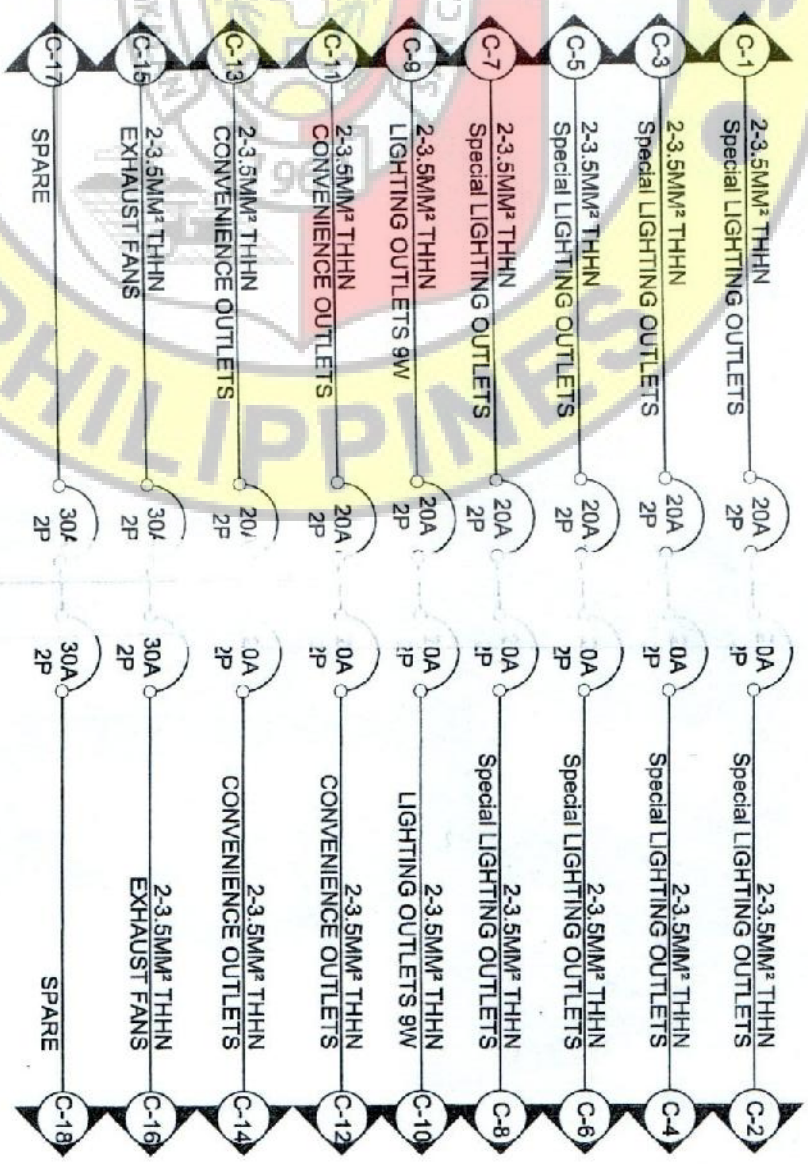 C-1
2-3.5MM² THHN
Special LIGHTING OUTLETS
20A
2P
2P
Special LIGHTING OUTLETS
2-3.5MM² THHN
C-2
C-3
2-3.5MM² THHN
Special LIGHTING OUTLETS
20A
2P
Special LIGHTING OUTLETS
2-3.5MM² THHN
C-4
C-5
2-3.5MM² THHN
Special LIGHTING OUTLETS
20A
2P
Special LIGHTING OUTLETS
2-3.5MM² THHN
C-6
C-7
2-3.5MM² THHN
Special LIGHTING OUTLETS
20A
2P
Special LIGHTING OUTLETS
2-3.5MM² THHN
C-8
C-9
2-3.5MM² THHN
LIGHTING OUTLETS 9W
20A
2P
LIGHTING OUTLETS 9W
2-3.5MM² THHN
C-10
C-11
2-3.5MM² THHN
CONVENIENCE OUTLETS
20A
2P
20A
2P
CONVENIENCE OUTLETS
2-3.5MM² THHN
C-12
C-13
2-3.5MM² THHN
CONVENIENCE OUTLETS
2P
20A
2P
CONVENIENCE OUTLETS
2-3.5MM² THHN
C-14
C-15
2-3.5MM² THHN
EXHAUST FANS
2P
30A
2P
2-3.5MM² THHN
EXHAUST FANS
C-16
C-17
SPARE
2P
30A
2P
SPARE
C-18
PHILIPPINES